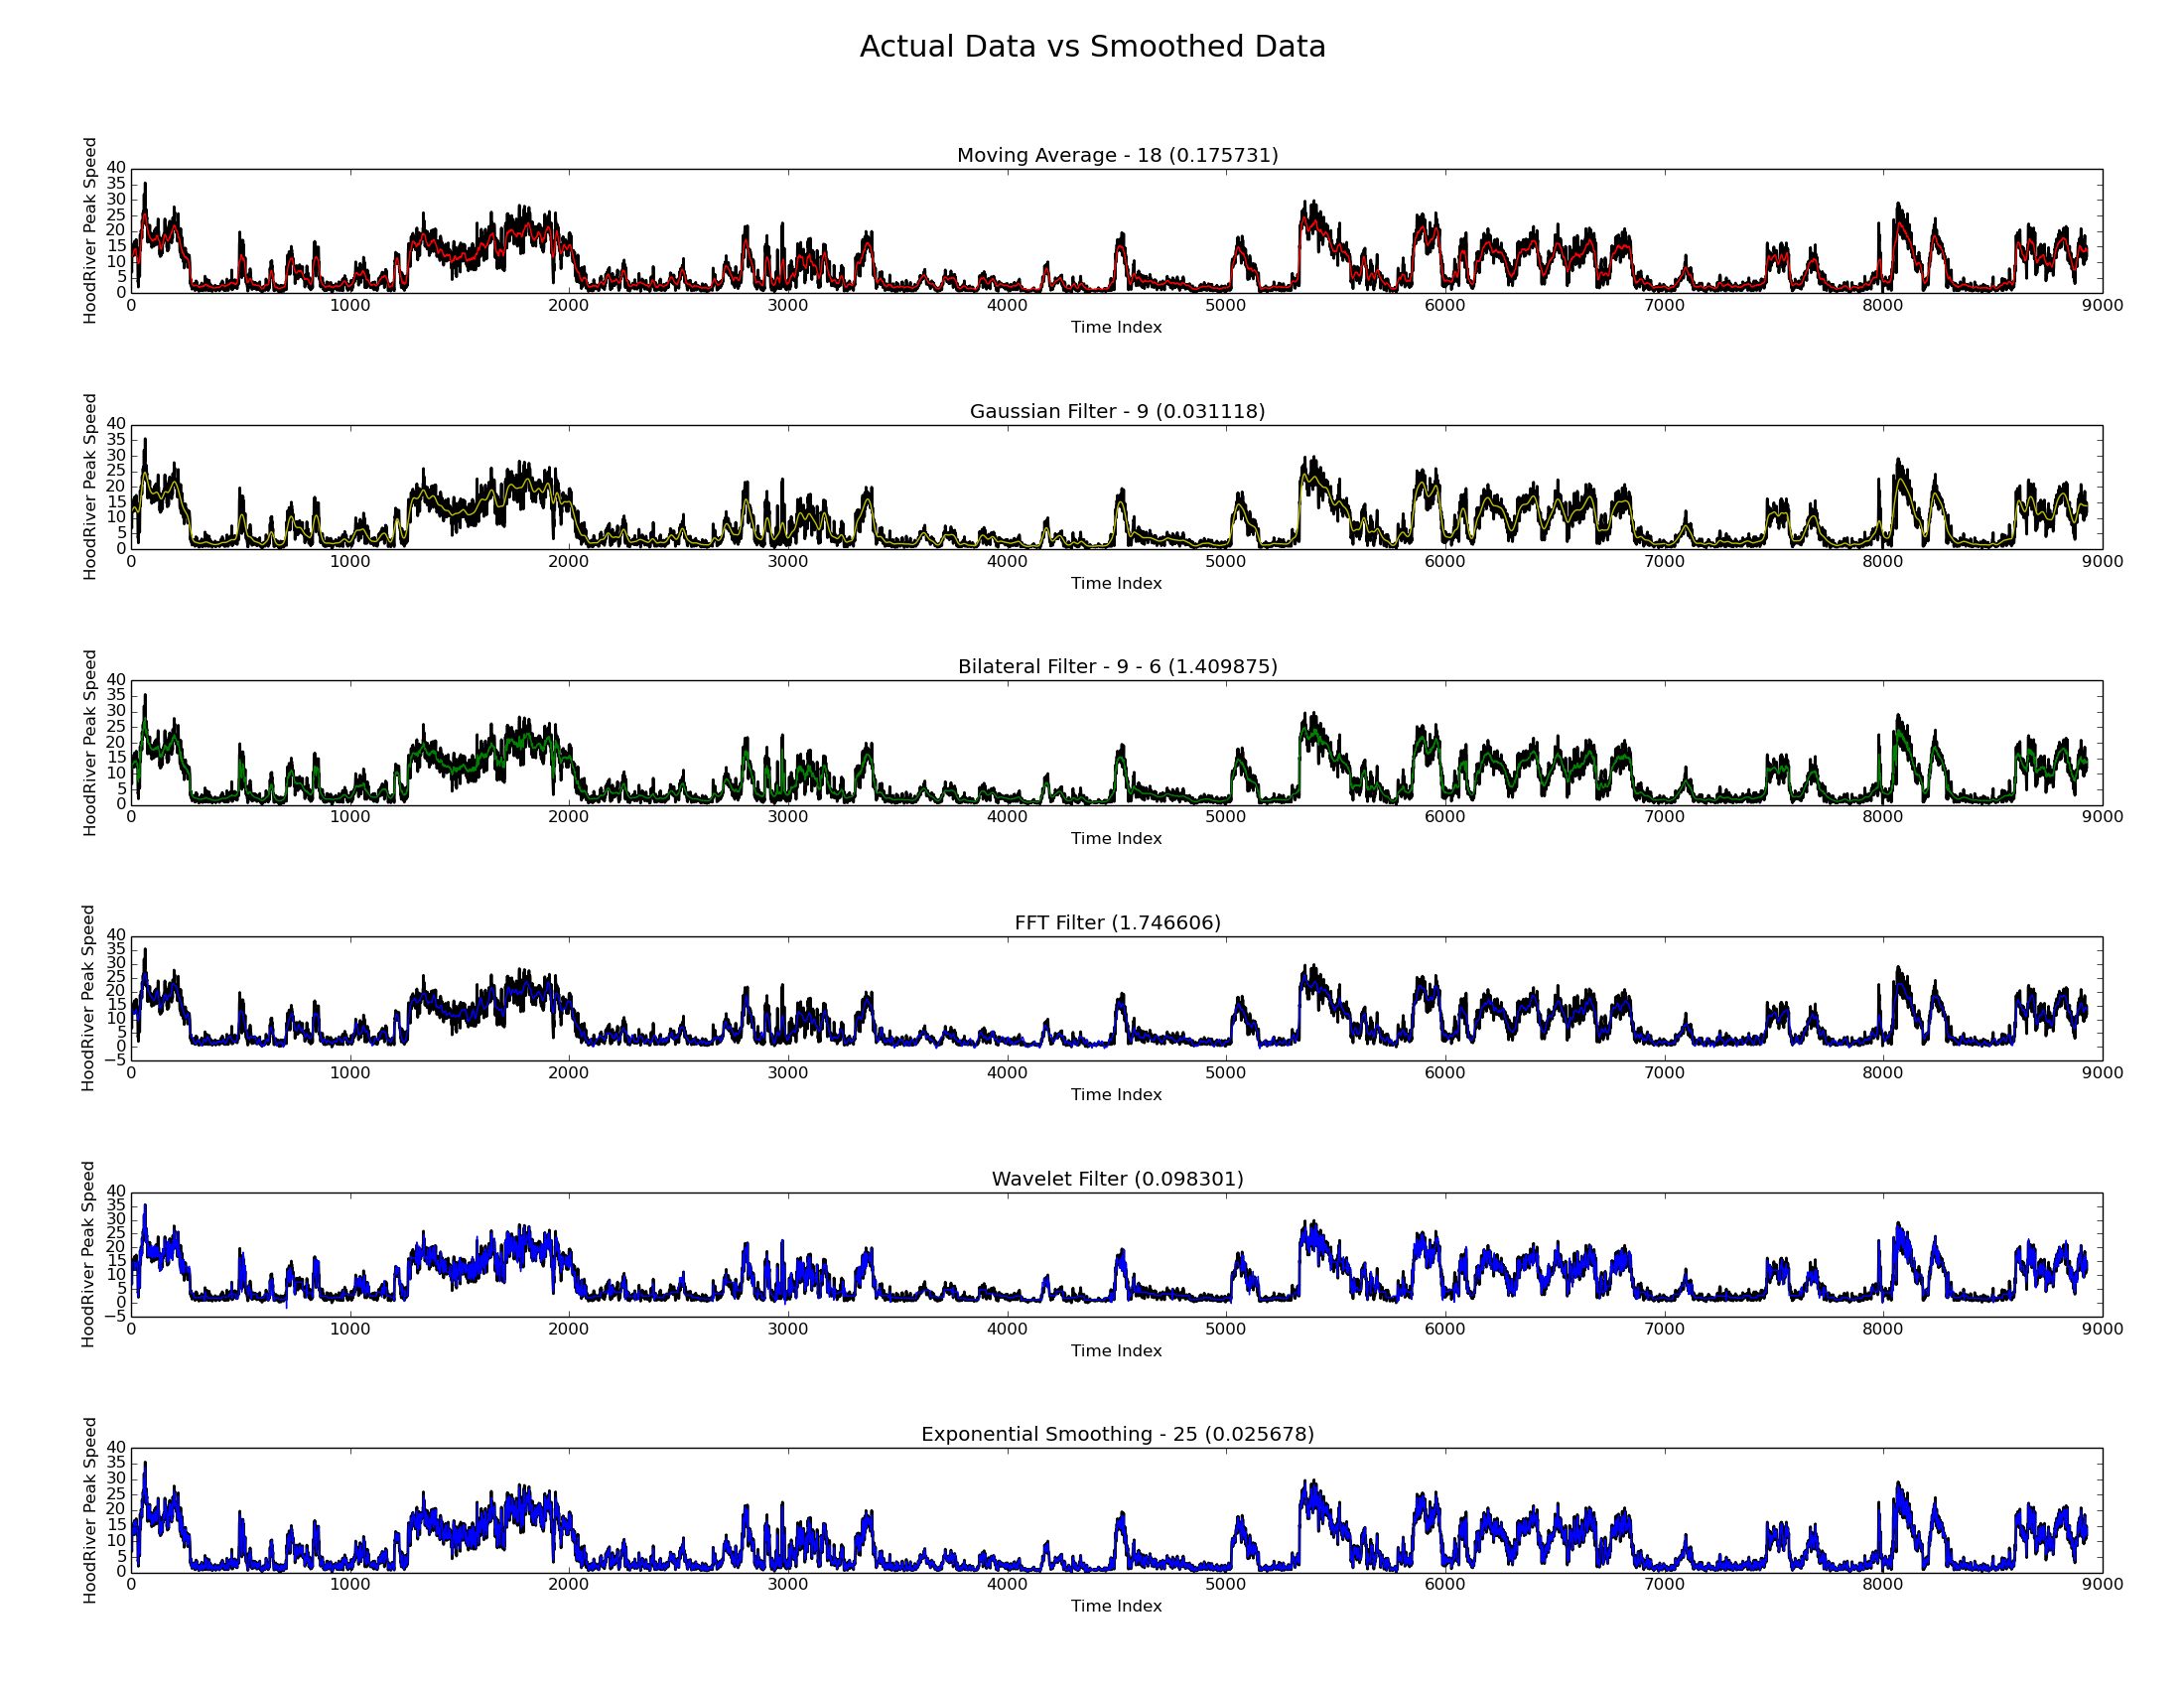 Actual Data vs Smoothed Data
Moving Average - 18 (0.175731)
HoodRiver Peak Speed
40
35
30
25
20
15
10
5
0
0 1000 2000 3000 4000 5000 6000 7000 8000 9000
Time Index
Gaussian Filter - 9 (0.031118)
HoodRiver Peak Speed
40
35
30
25
20
15
10
5
0
0 1000 2000 3000 4000 5000 6000 7000 8000 9000
Time Index
Bilateral Filter - 9 - 6 (1.409875)
HoodRiver Peak Speed
40
35
30
25
20
15
10
5
0
0 1000 2000 3000 4000 5000 6000 7000 8000 9000
Time Index
FFT Filter (1.746606)
HoodRiver Peak Speed
40
35
30
25
20
15
10
5
0
−5
0 1000 2000 3000 4000 5000 6000 7000 8000 9000
Time Index
Wavelet Filter (0.098301)
HoodRiver Peak Speed
40
35
30
25
20
15
10
5
0
−5
0 1000 2000 3000 4000 5000 6000 7000 8000 9000
Time Index
Exponential Smoothing - 25 (0.025678)
HoodRiver Peak Speed
40
35
30
25
20
15
10
5
0
0 1000 2000 3000 4000 5000 6000 7000 8000 9000
Time Index